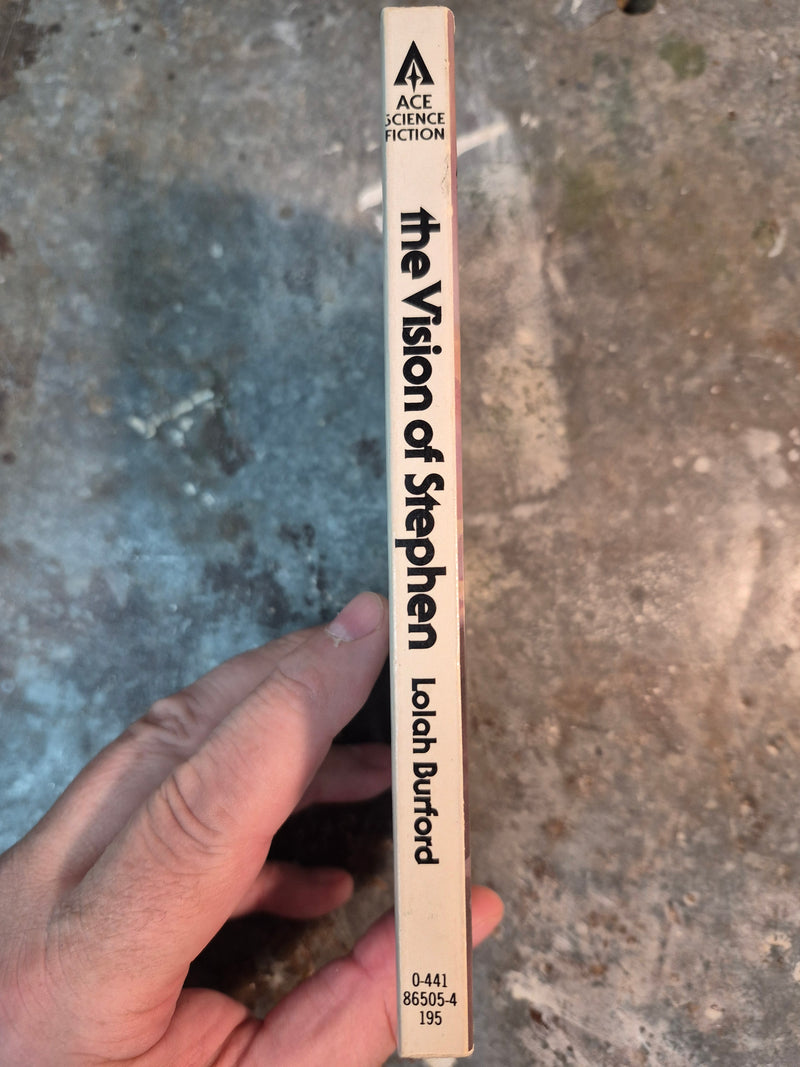 ACE
SCIENCE
FICTION
the Vision of Stephen
Lolah Burford
0-441
86505-4
195